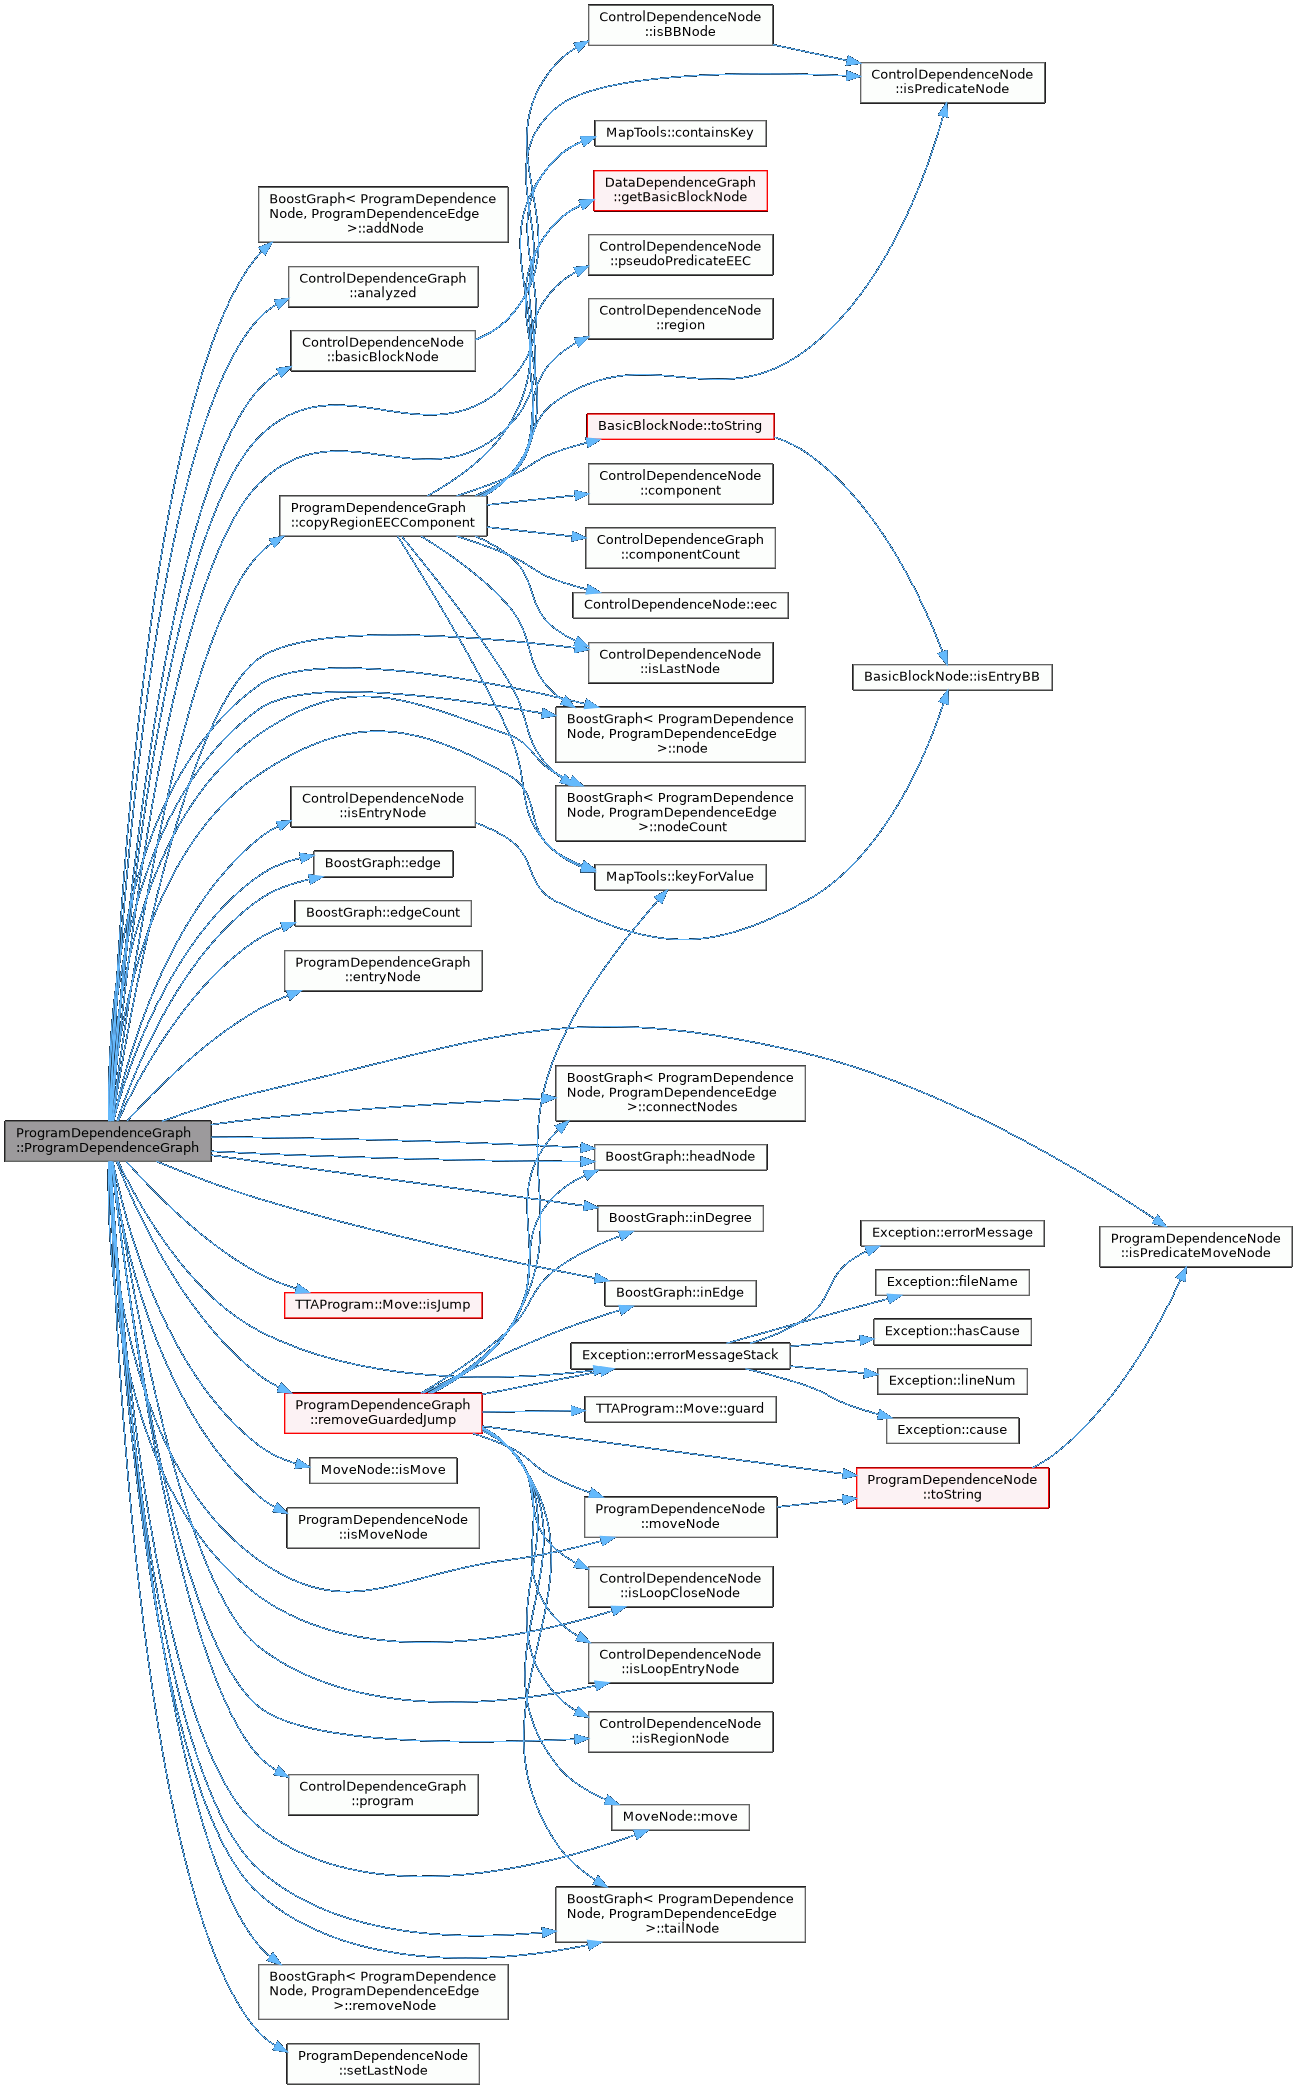 ControlDependenceNode
::isBBNode
ControlDependenceNode
::isPredicateNode
MapTools::containsKey
DataDependenceGraph
::getBasicBlockNode
BoostGraph< ProgramDependence
Node, ProgramDependenceEdge
>::addNode
ControlDependenceNode
::pseudoPredicateEEC
ControlDependenceGraph
::analyzed
ControlDependenceNode
::region
ControlDependenceNode
::basicBlockNode
BasicBlockNode::toString
ControlDependenceNode
::component
ProgramDependenceGraph
::copyRegionEECComponent
ControlDependenceGraph
::componentCount
ControlDependenceNode::eec
ControlDependenceNode
::isLastNode
BasicBlockNode::isEntryBB
BoostGraph< ProgramDependence
Node, ProgramDependenceEdge
>::node
ControlDependenceNode
::isEntryNode
BoostGraph< ProgramDependence
Node, ProgramDependenceEdge
>::nodeCount
BoostGraph::edge
MapTools::keyForValue
BoostGraph::edgeCount
ProgramDependenceGraph
::entryNode
BoostGraph< ProgramDependence
Node, ProgramDependenceEdge
>::connectNodes
ProgramDependenceGraph
::ProgramDependenceGraph
BoostGraph::headNode
BoostGraph::inDegree
Exception::errorMessage
ProgramDependenceNode
::isPredicateMoveNode
Exception::fileName
BoostGraph::inEdge
TTAProgram::Move::isJump
Exception::hasCause
Exception::errorMessageStack
Exception::lineNum
ProgramDependenceGraph
::removeGuardedJump
TTAProgram::Move::guard
Exception::cause
MoveNode::isMove
ProgramDependenceNode
::toString
ProgramDependenceNode
::moveNode
ProgramDependenceNode
::isMoveNode
ControlDependenceNode
::isLoopCloseNode
ControlDependenceNode
::isLoopEntryNode
ControlDependenceNode
::isRegionNode
ControlDependenceGraph
::program
MoveNode::move
BoostGraph< ProgramDependence
Node, ProgramDependenceEdge
>::tailNode
BoostGraph< ProgramDependence
Node, ProgramDependenceEdge
>::removeNode
ProgramDependenceNode
::setLastNode